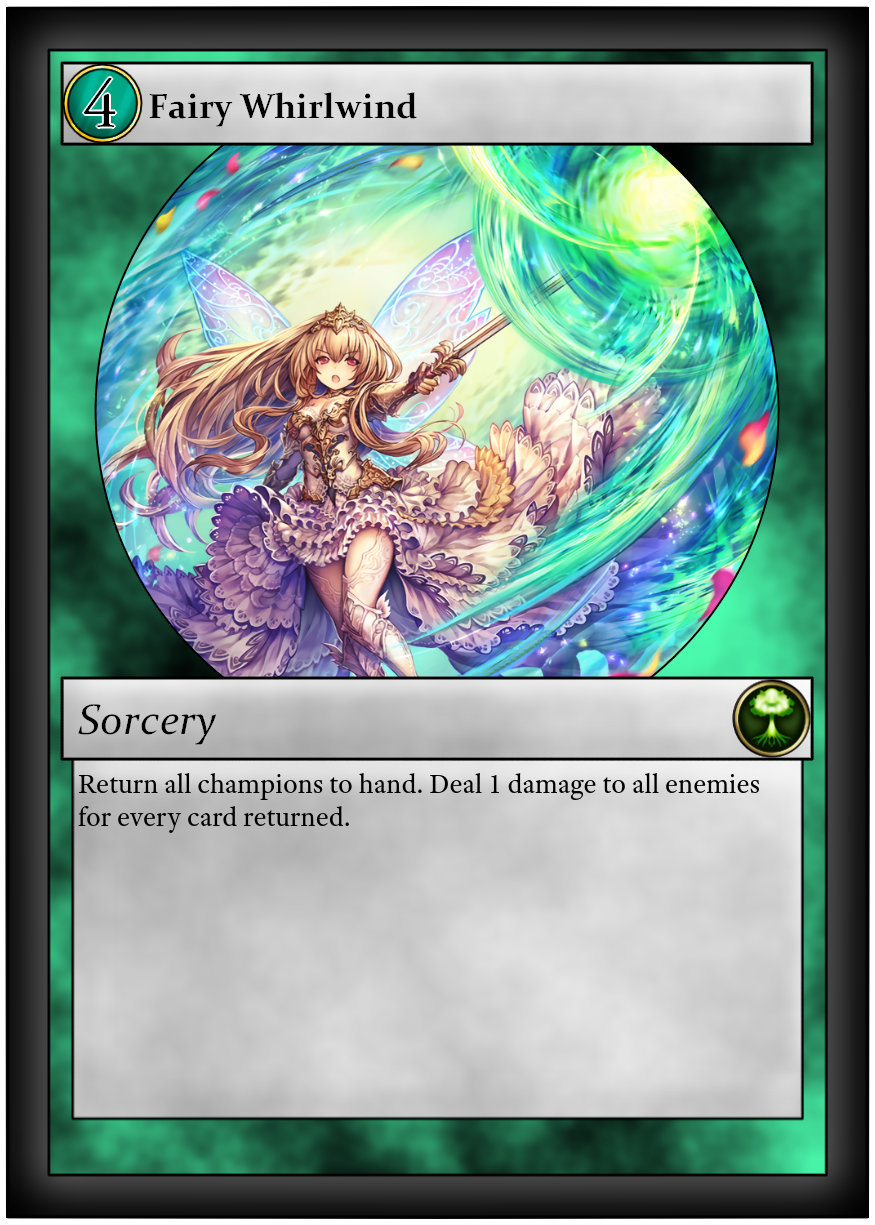 4 Fairy Whirlwind
Sorcery
Return all champions to hand. Deal 1 damage to all enemies
for every card returned.